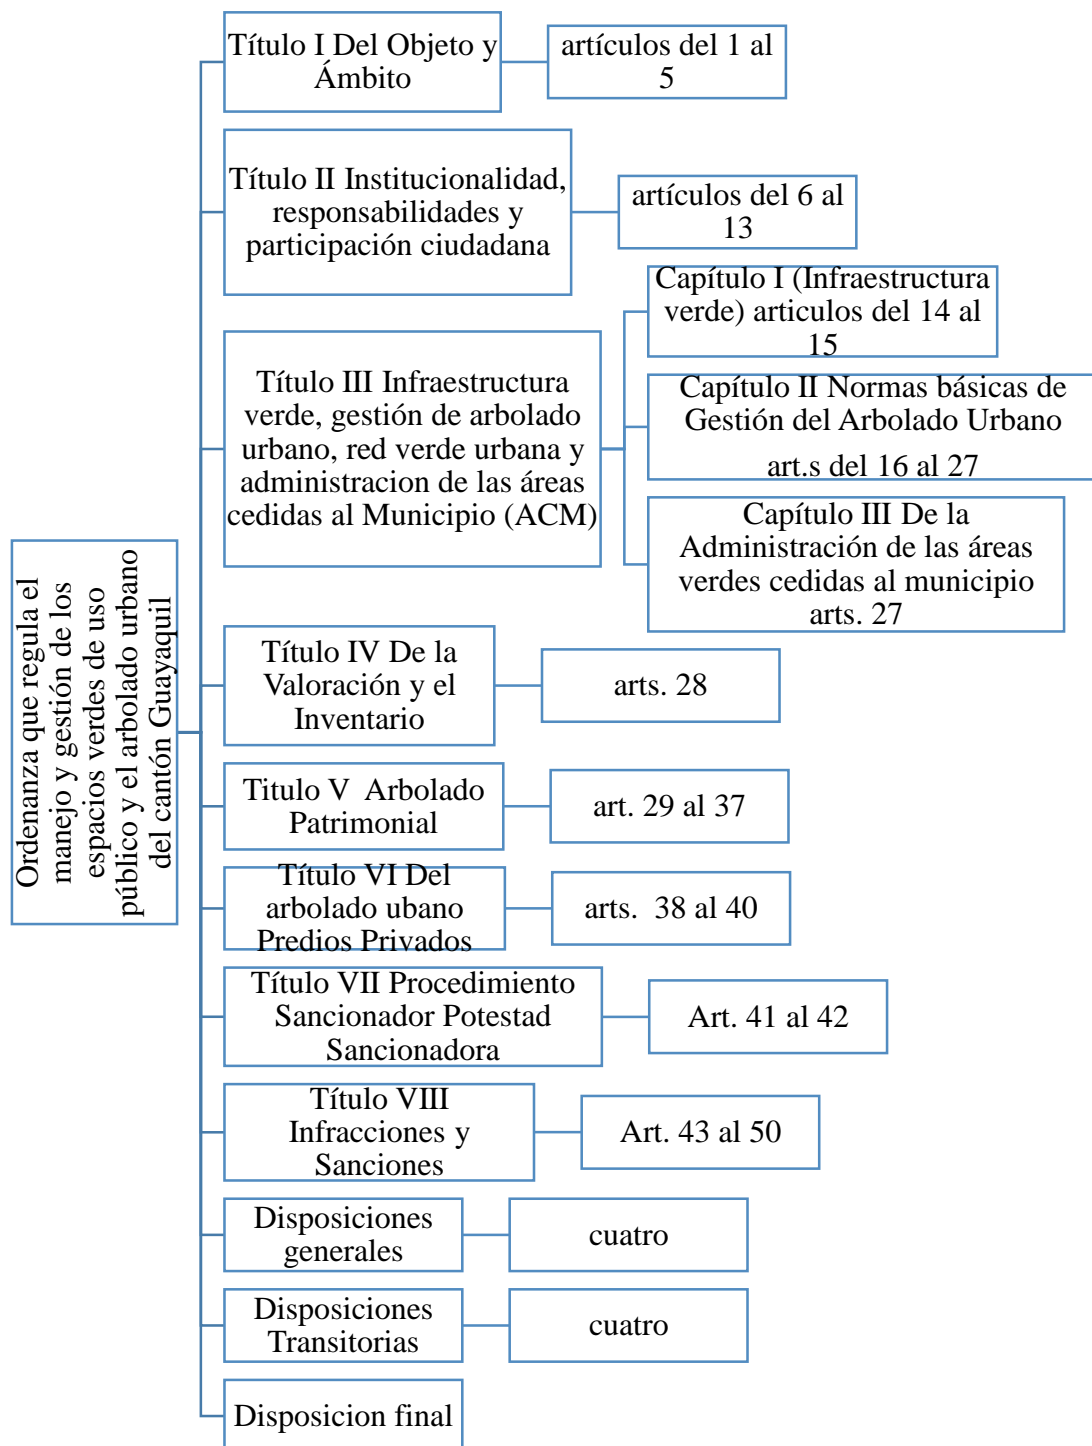 Ordenanza que regula el
manejo y gestión de los
espacios verdes de uso
público y el arbolado urbano
del cantón Guayaquil
Título I Del Objeto y
Ámbito
artículos del 1 al
5
Título II Institucionalidad,
responsabilidades y
participación ciudadana
artículos del 6 al
13
Título III Infraestructura
verde, gestión de arbolado
urbano, red verde urbana y
administracion de las áreas
cedidas al Municipio (ACM)
Capítulo I (Infraestructura
verde) articulos del 14 al
15
Capítulo II Normas básicas de
Gestión del Arbolado Urbano
art.s del 16 al 27
Capítulo III De la
Administración de las áreas
verdes cedidas al municipio
arts. 27
Título IV De la
Valoración y el
Inventario
arts. 28
Titulo V  Arbolado
Patrimonial
art. 29 al 37
Título VI Del
arbolado ubano
Predios Privados
arts.  38 al 40
Título VII Procedimiento
Sancionador Potestad
Sancionadora
Art. 41 al 42
Título VIII
Infracciones y
Sanciones
Art. 43 al 50
Disposiciones
generales
cuatro
Disposiciones
Transitorias
cuatro
Disposicion final